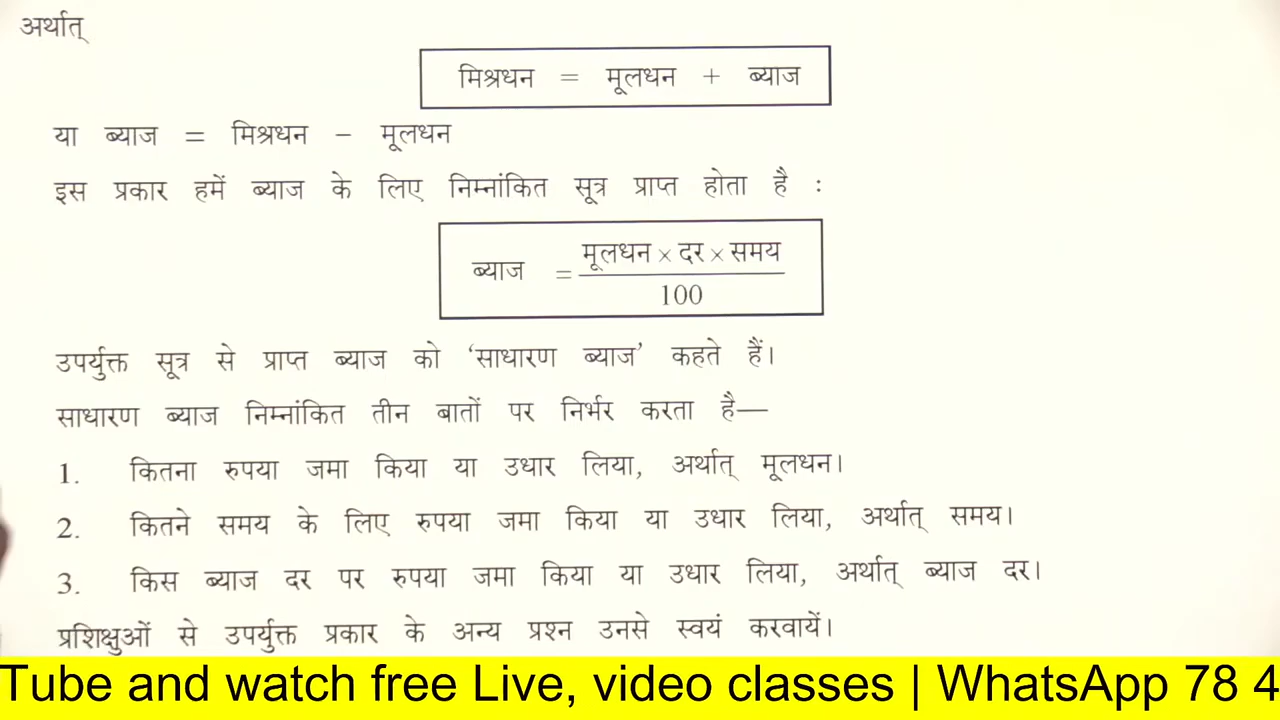 अर्थात्
मिश्रधन = मूलधन + ब्याज
या ब्याज = मिश्रधन − मूलधन
इस प्रकार हमें ब्याज के लिए निम्नांकित सूत्र प्राप्त होता है :
ब्याज = मूलधन × दर × समय
100
उपर्युक्त सूत्र से प्राप्त ब्याज को ‘साधारण ब्याज’ कहते हैं।
साधारण ब्याज निम्नांकित तीन बातों पर निर्भर करता है—
1. कितना रुपया जमा किया या उधार लिया, अर्थात् मूलधन।
2. कितने समय के लिए रुपया जमा किया या उधार लिया, अर्थात् समय।
3. किस ब्याज दर पर रुपया जमा किया या उधार लिया, अर्थात् ब्याज दर।
प्रशिक्षुओं से उपर्युक्त प्रकार के अन्य प्रश्न उनसे स्वयं करवायें।
Tube and watch free Live, video classes | WhatsApp 78 4